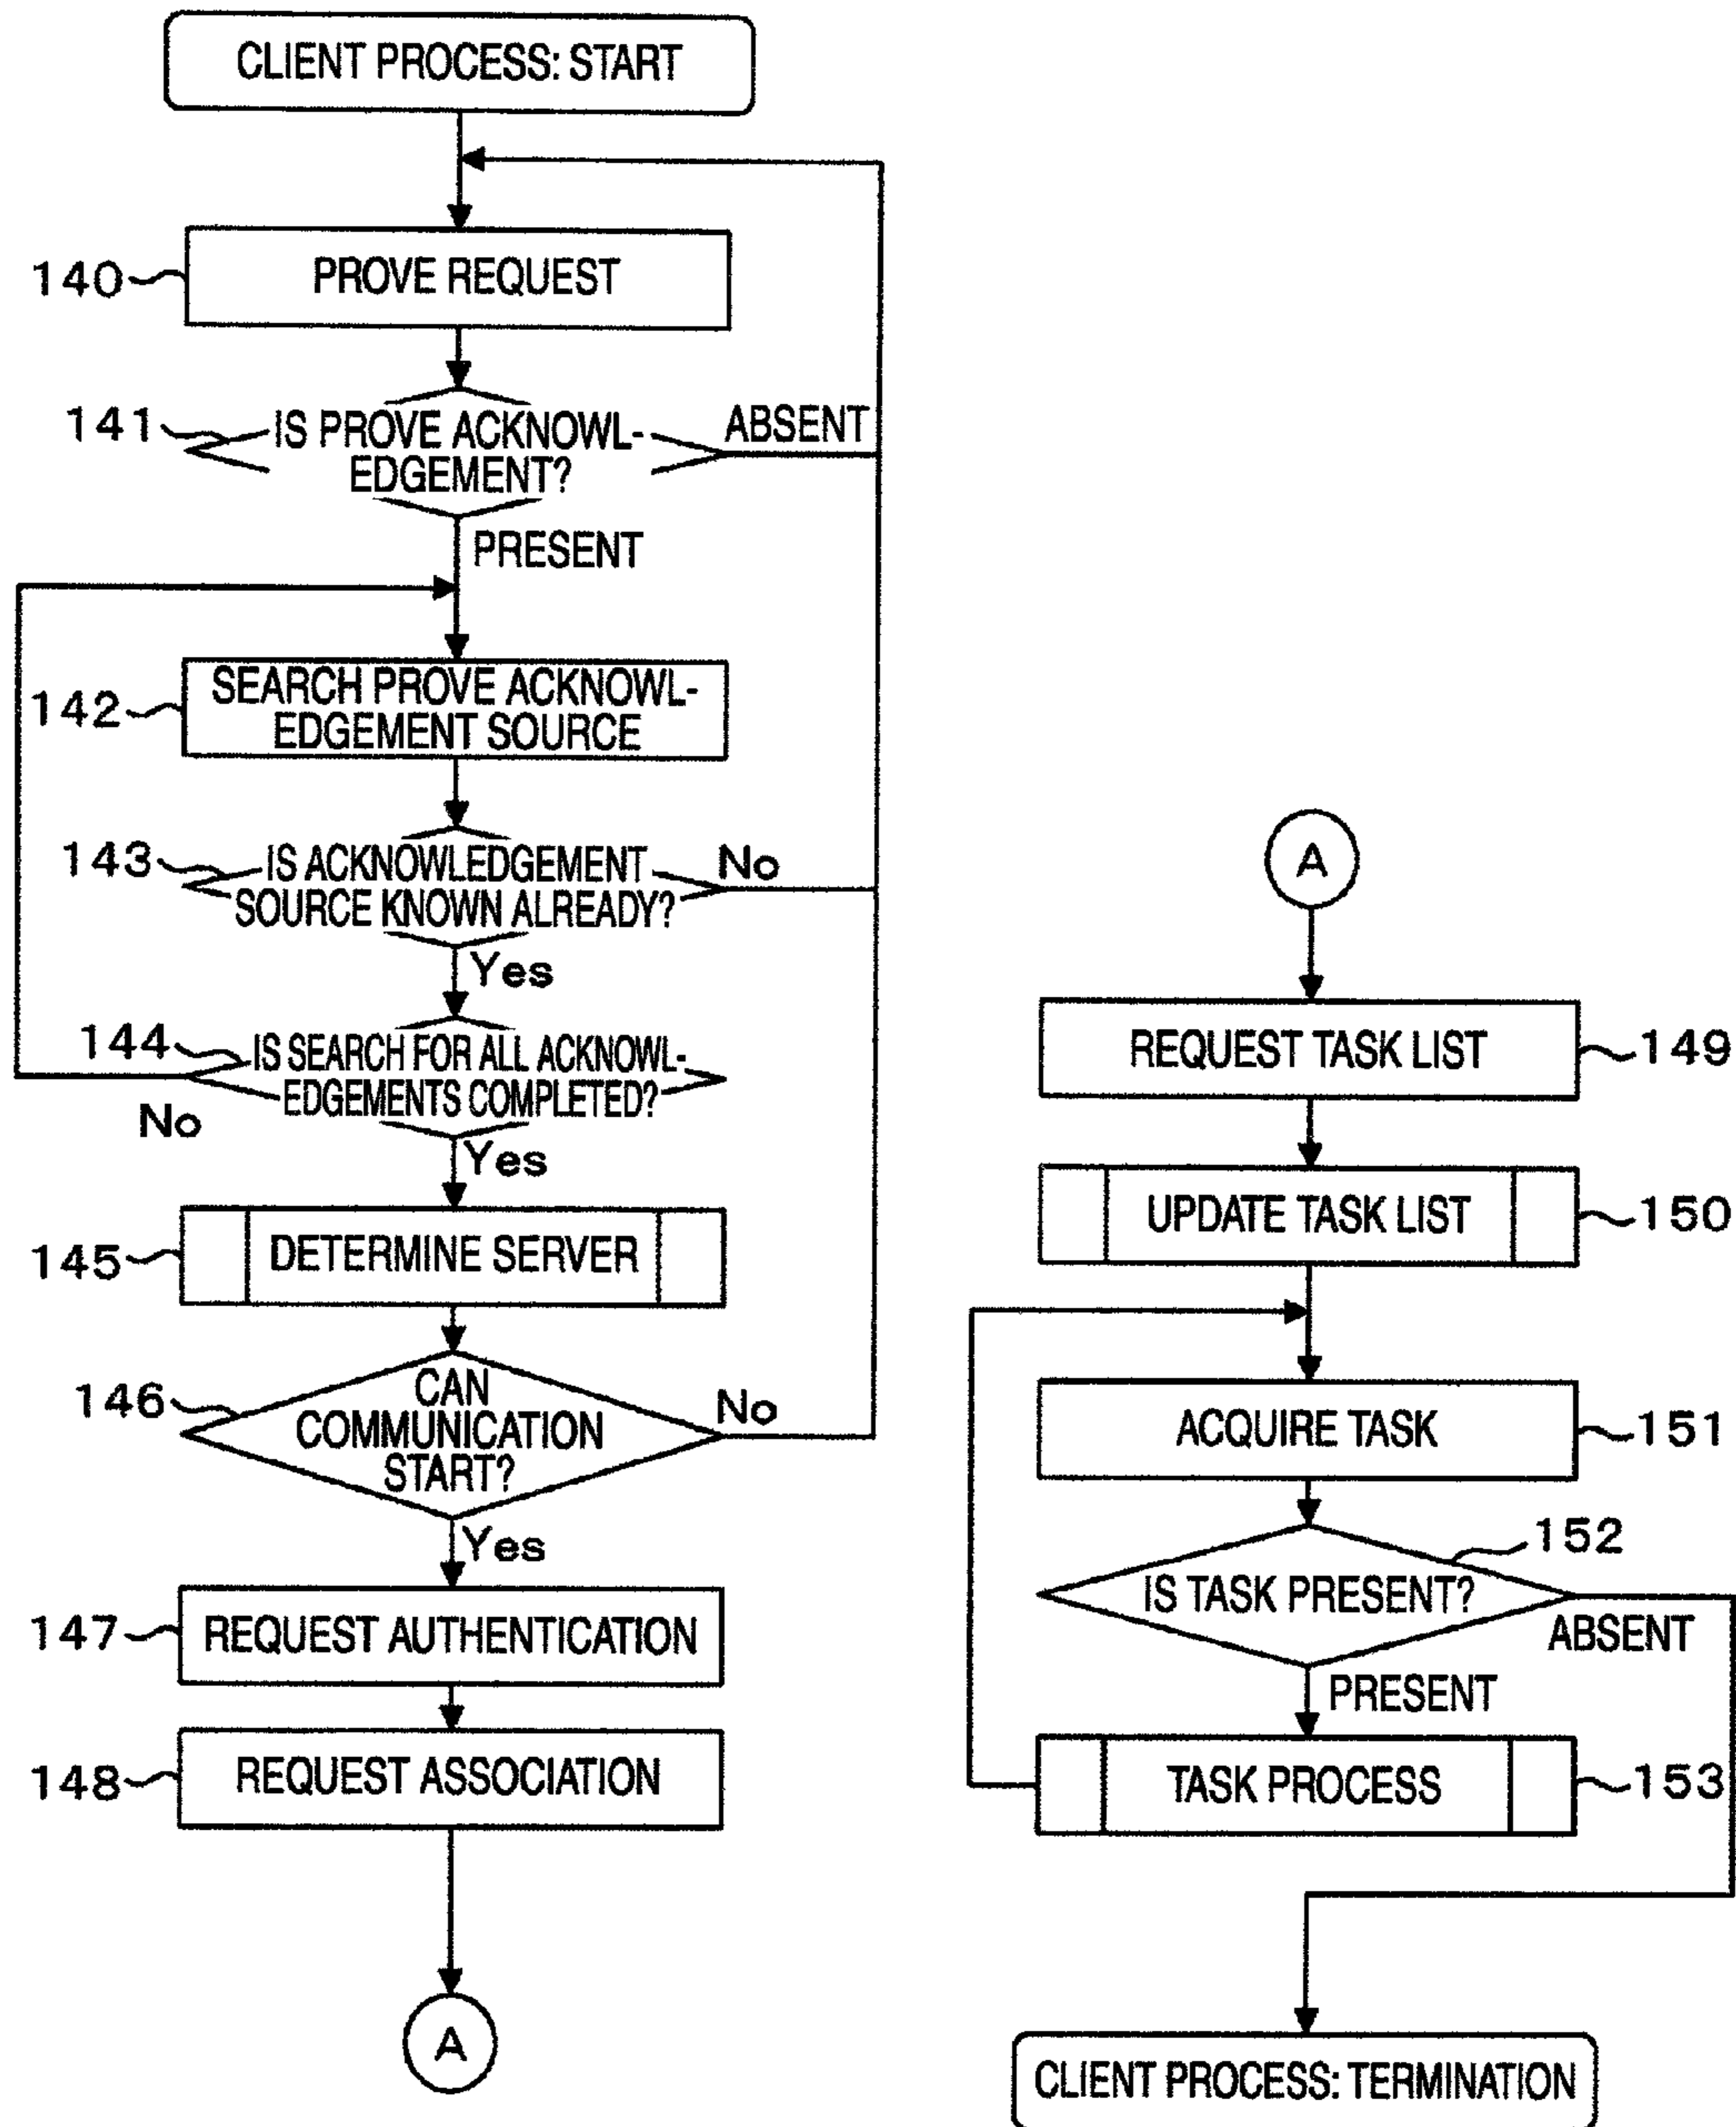 CLIENT PROCESS: START
140
PROVE REQUEST
141
IS PROVE ACKNOWL-
EDGEMENT?
ABSENT
PRESENT
142
SEARCH PROVE ACKNOWL-
EDGEMENT SOURCE
143
IS ACKNOWLEDGEMENT
SOURCE KNOWN ALREADY?
No
Yes
144
IS SEARCH FOR ALL ACKNOWL-
EDGEMENTS COMPLETED?
No
Yes
145
DETERMINE SERVER
146
CAN
COMMUNICATION
START?
No
Yes
147
REQUEST AUTHENTICATION
148
REQUEST ASSOCIATION
A
A
REQUEST TASK LIST
149
UPDATE TASK LIST
150
ACQUIRE TASK
151
152
IS TASK PRESENT?
ABSENT
PRESENT
TASK PROCESS
153
CLIENT PROCESS: TERMINATION